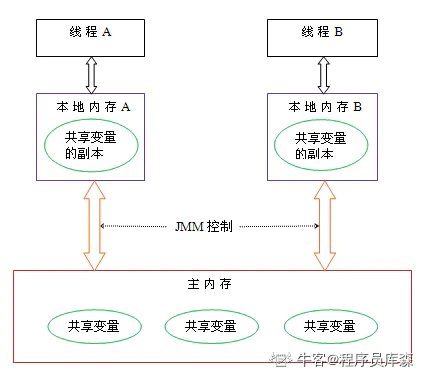 线程 A
线程 B
本地内存 A
本地内存 B
共享变量
的副本
共享变量
的副本
JMM 控制
主内存
共享变量
共享变量
共享变量
牛客@程序员库森